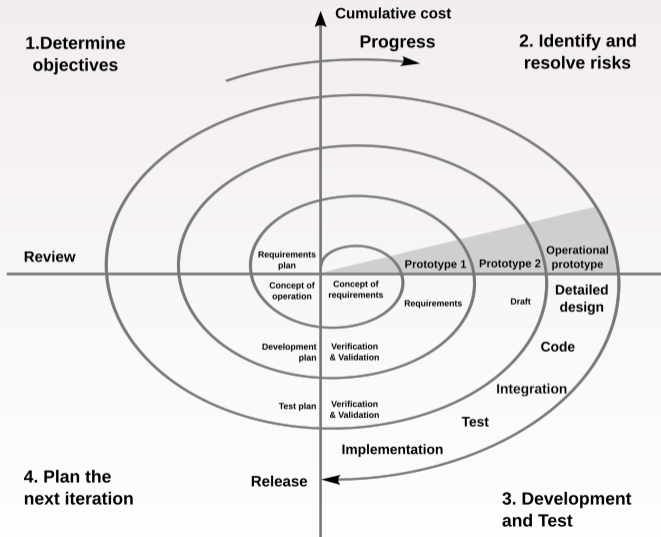 Cumulative cost
Progress
1.Determine
objectives
2. Identify and
resolve risks
Review
Requirements
plan
Prototype 1
Prototype 2
Operational
prototype
Concept of
operation
Concept of
requirements
Requirements
Draft
Detailed
design
Development
plan
Verification
& Validation
Code
Integration
Test plan
Verification
& Validation
Test
Implementation
Release
4. Plan the
next iteration
3. Development
and Test